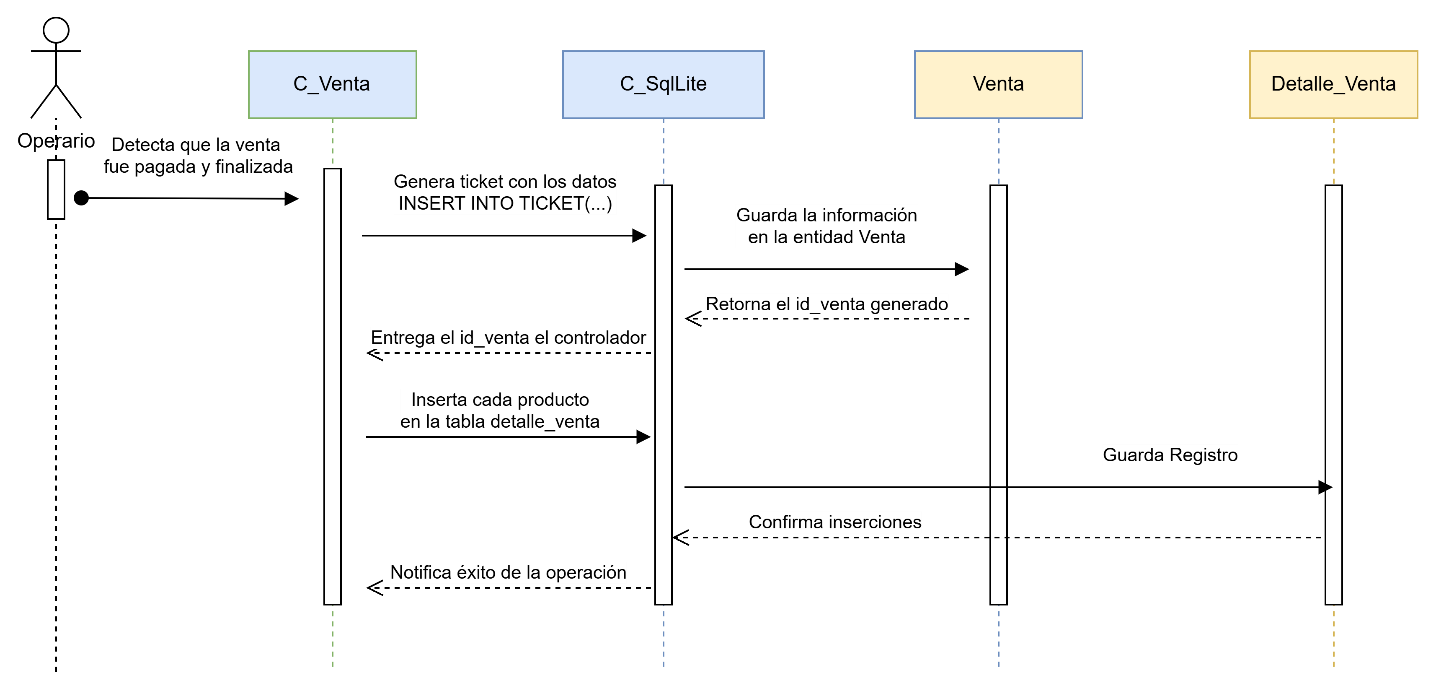 C_Venta
C_SqlLite
Venta
Detalle_Venta
Operario
Detecta que la venta
fue pagada y finalizada
Genera ticket con los datos
INSERT INTO TICKET(...)
Guarda la información
en la entidad Venta
Retorna el id_venta generado
Entrega el id_venta el controlador
Inserta cada producto
en la tabla detalle_venta
Guarda Registro
Confirma inserciones
Notifica éxito de la operación